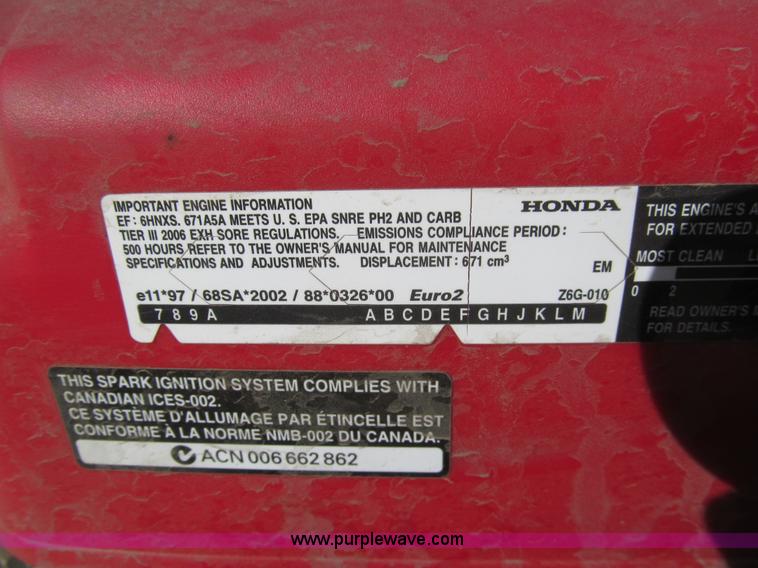 IMPORTANT ENGINE INFORMATION
EF: 6HNXS. 671A5A MEETS U. S. EPA SNRE PH2 AND CARB
TIER III 2006 EXH SORE REGULATIONS. EMISSIONS COMPLIANCE PERIOD:
500 HOURS REFER TO THE OWNER'S MANUAL FOR MAINTENANCE
SPECIFICATIONS AND ADJUSTMENTS. DISPLACEMENT: 671 cm³
HONDA
EM
e11*97 / 68SA*2002 / 88*0326*00 Euro2 Z6G-010
7 8 9 A A B C D E F G H J K L M
THIS ENGINE'S A
FOR EXTENDED
MOST CLEAN
0 2
READ OWNER'S
FOR DETAILS.
THIS SPARK IGNITION SYSTEM COMPLIES WITH
CANADIAN ICES-002.
CE SYSTÈME D'ALLUMAGE PAR ÉTINCELLE EST
CONFORME À LA NORME NMB-002 DU CANADA.
ACN 006 662 862
www.purplewave.com